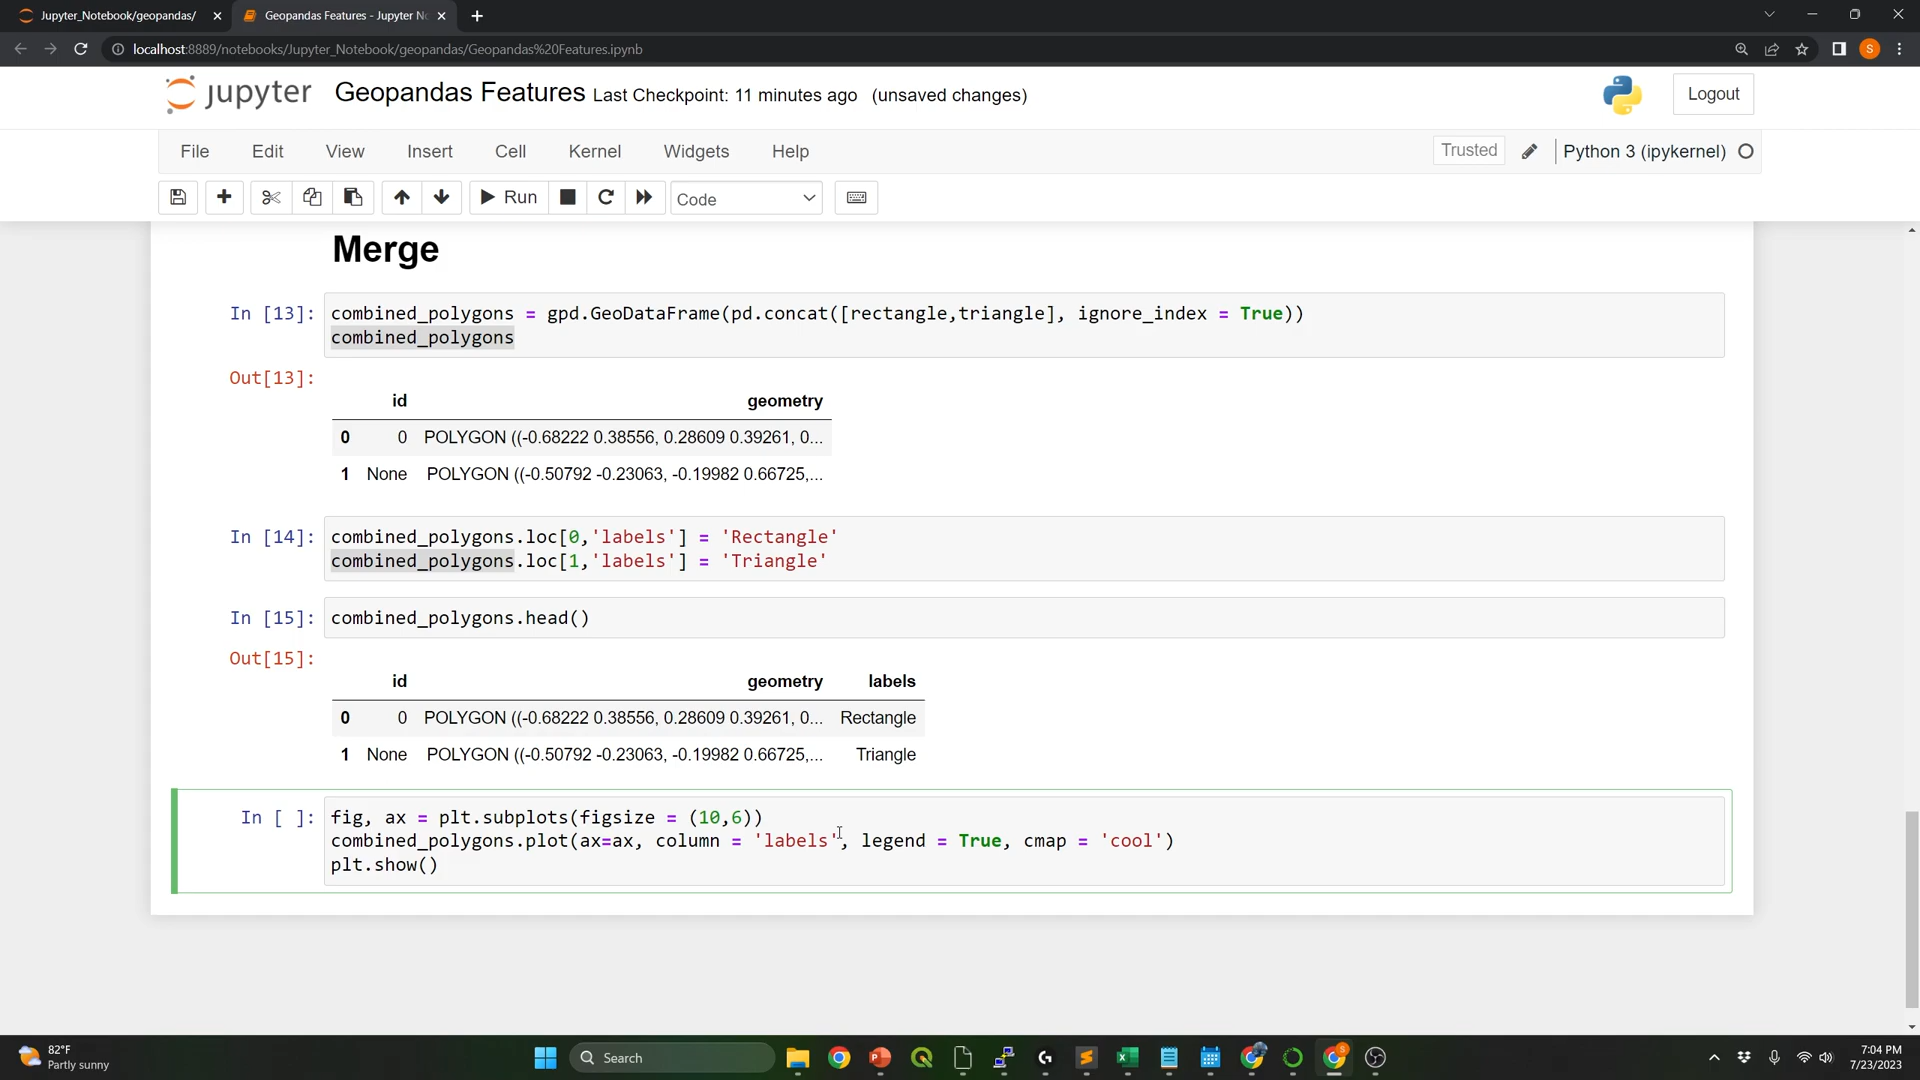 Jupyter_Notebook/geopandas/
Geopandas Features - Jupyter No
localhost:8889/notebooks/Jupyter_Notebook/geopandas/Geopandas%20Features.ipynb
S
jupyter Geopandas Features Last Checkpoint: 11 minutes ago (unsaved changes)
Logout
File Edit View Insert Cell Kernel Widgets Help
Trusted Python 3 (ipykernel)
Run Code
Merge
In [13]: combined_polygons = gpd.GeoDataFrame(pd.concat([rectangle,triangle], ignore_index = True))
combined_polygons
Out[13]:
id geometry
0 0 POLYGON ((-0.68222 0.38556, 0.28609 0.39261, 0...
1 None POLYGON ((-0.50792 -0.23063, -0.19982 0.66725,...
In [14]: combined_polygons.loc[0,'labels'] = 'Rectangle'
combined_polygons.loc[1,'labels'] = 'Triangle'
In [15]: combined_polygons.head()
Out[15]:
id geometry labels
0 0 POLYGON ((-0.68222 0.38556, 0.28609 0.39261, 0... Rectangle
1 None POLYGON ((-0.50792 -0.23063, -0.19982 0.66725,... Triangle
In [ ]: fig, ax = plt.subplots(figsize = (10,6))
combined_polygons.plot(ax=ax, column = 'labels', legend = True, cmap = 'cool')
plt.show()
82°F
Partly sunny
Search
7:04 PM
7/23/2023